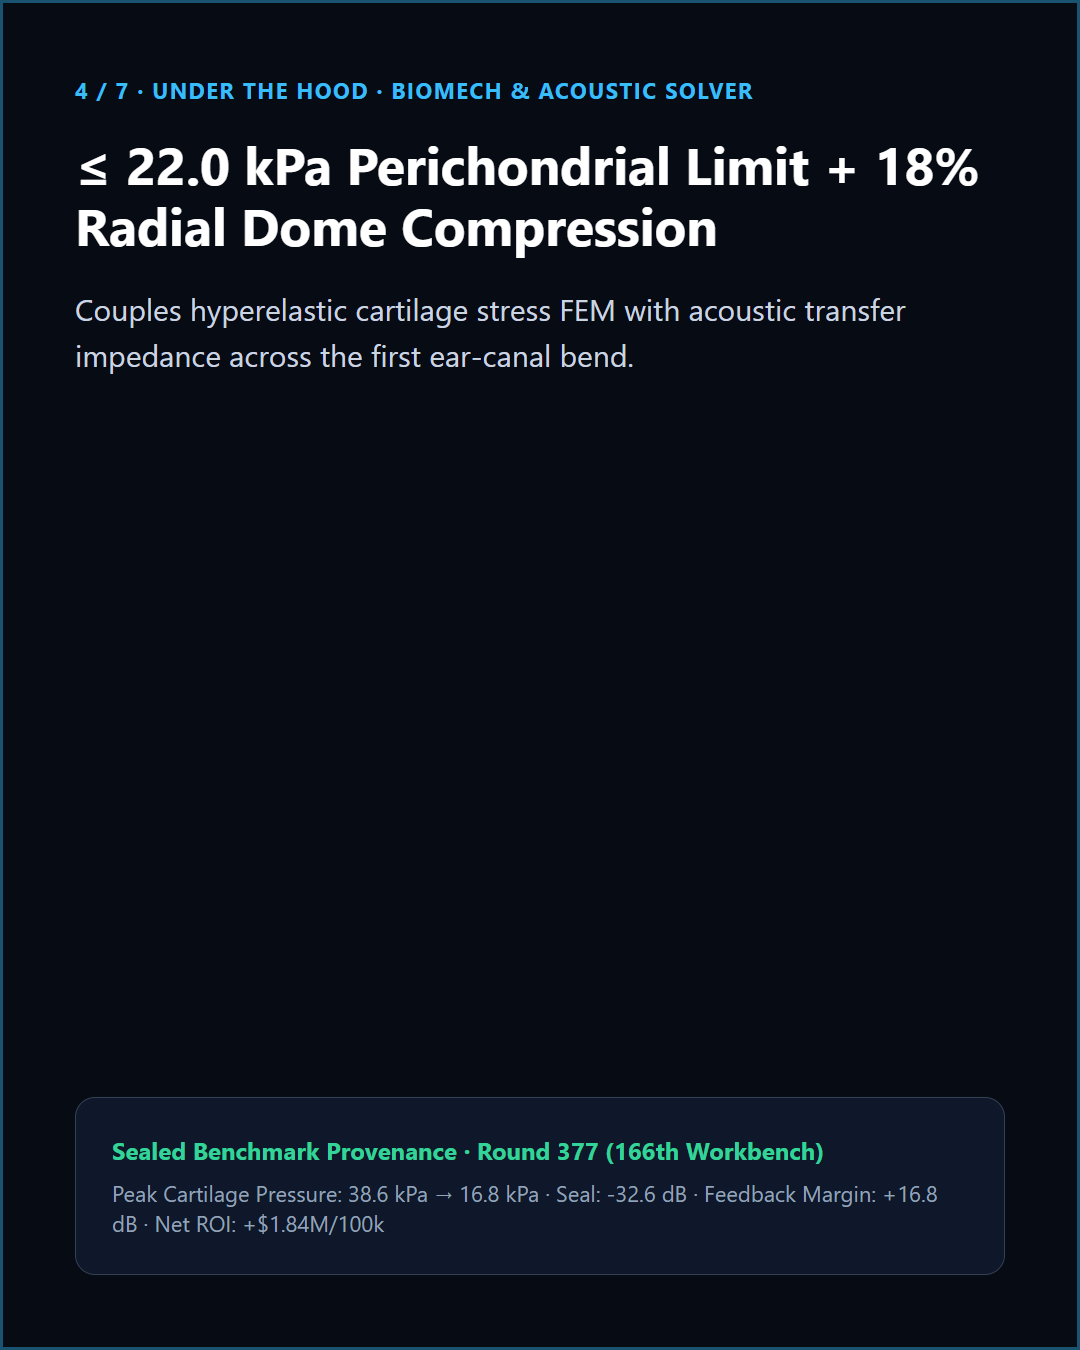 4 / 7 · UNDER THE HOOD · BIOMECH & ACOUSTIC SOLVER
≤ 22.0 kPa Perichondrial Limit + 18%
Radial Dome Compression
Couples hyperelastic cartilage stress FEM with acoustic transfer
impedance across the first ear-canal bend.
Sealed Benchmark Provenance · Round 377 (166th Workbench)
Peak Cartilage Pressure: 38.6 kPa → 16.8 kPa · Seal: -32.6 dB · Feedback Margin: +16.8
dB · Net ROI: +$1.84M/100k